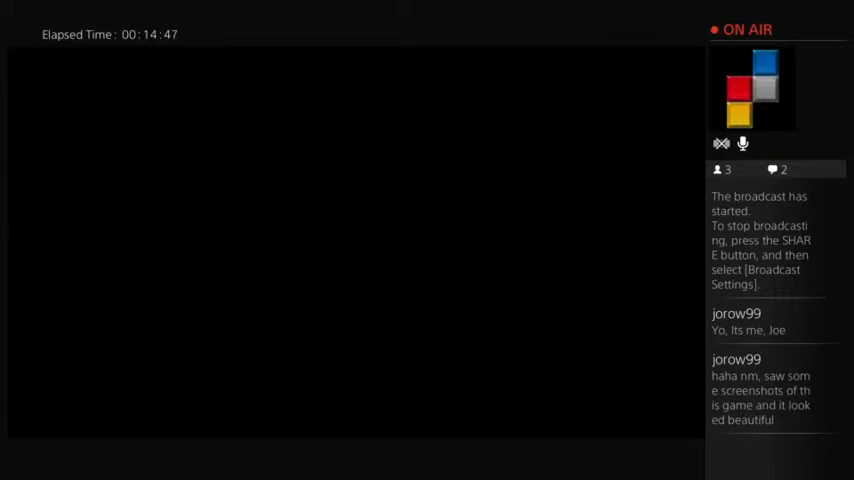 Elapsed Time: 00:14:47
ON AIR
3
2
The broadcast has
started.
To stop broadcasti
ng, press the SHAR
E button, and then
select [Broadcast
Settings].
jorow99
Yo, Its me, Joe
jorow99
haha nm, saw som
e screenshots of th
is game and it look
ed beautiful